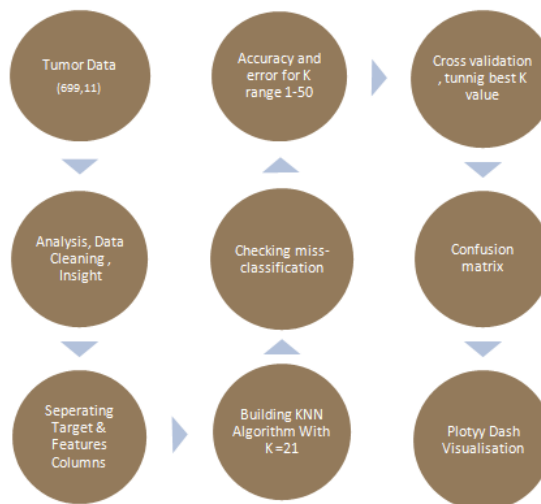 Tumor Data
(699,11)
Analysis, Data
Cleaning ,
Insight
Seperating
Target &
Features
Columns
Building KNN
Algorithm With
K =21
Checking miss-
classification
Accuracy and
error for K
range 1-50
Cross validation
, tunnig best K
value
Confusion
matrix
Plotyy Dash
Visualisation